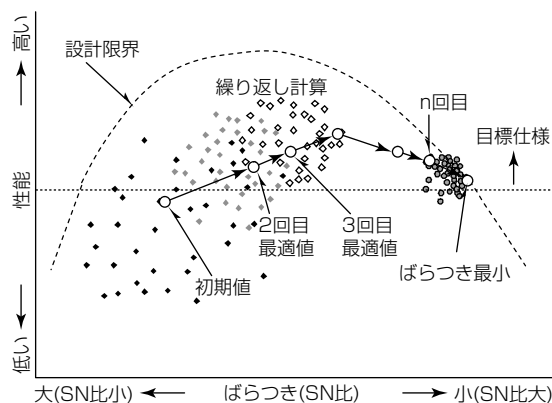 高い
設計限界
繰り返し計算
n回目
目標仕様
性能
2回目
最適値
3回目
最適値
初期値
ばらつき最小
低い
大(SN比小)
ばらつき(SN比)
小(SN比大)